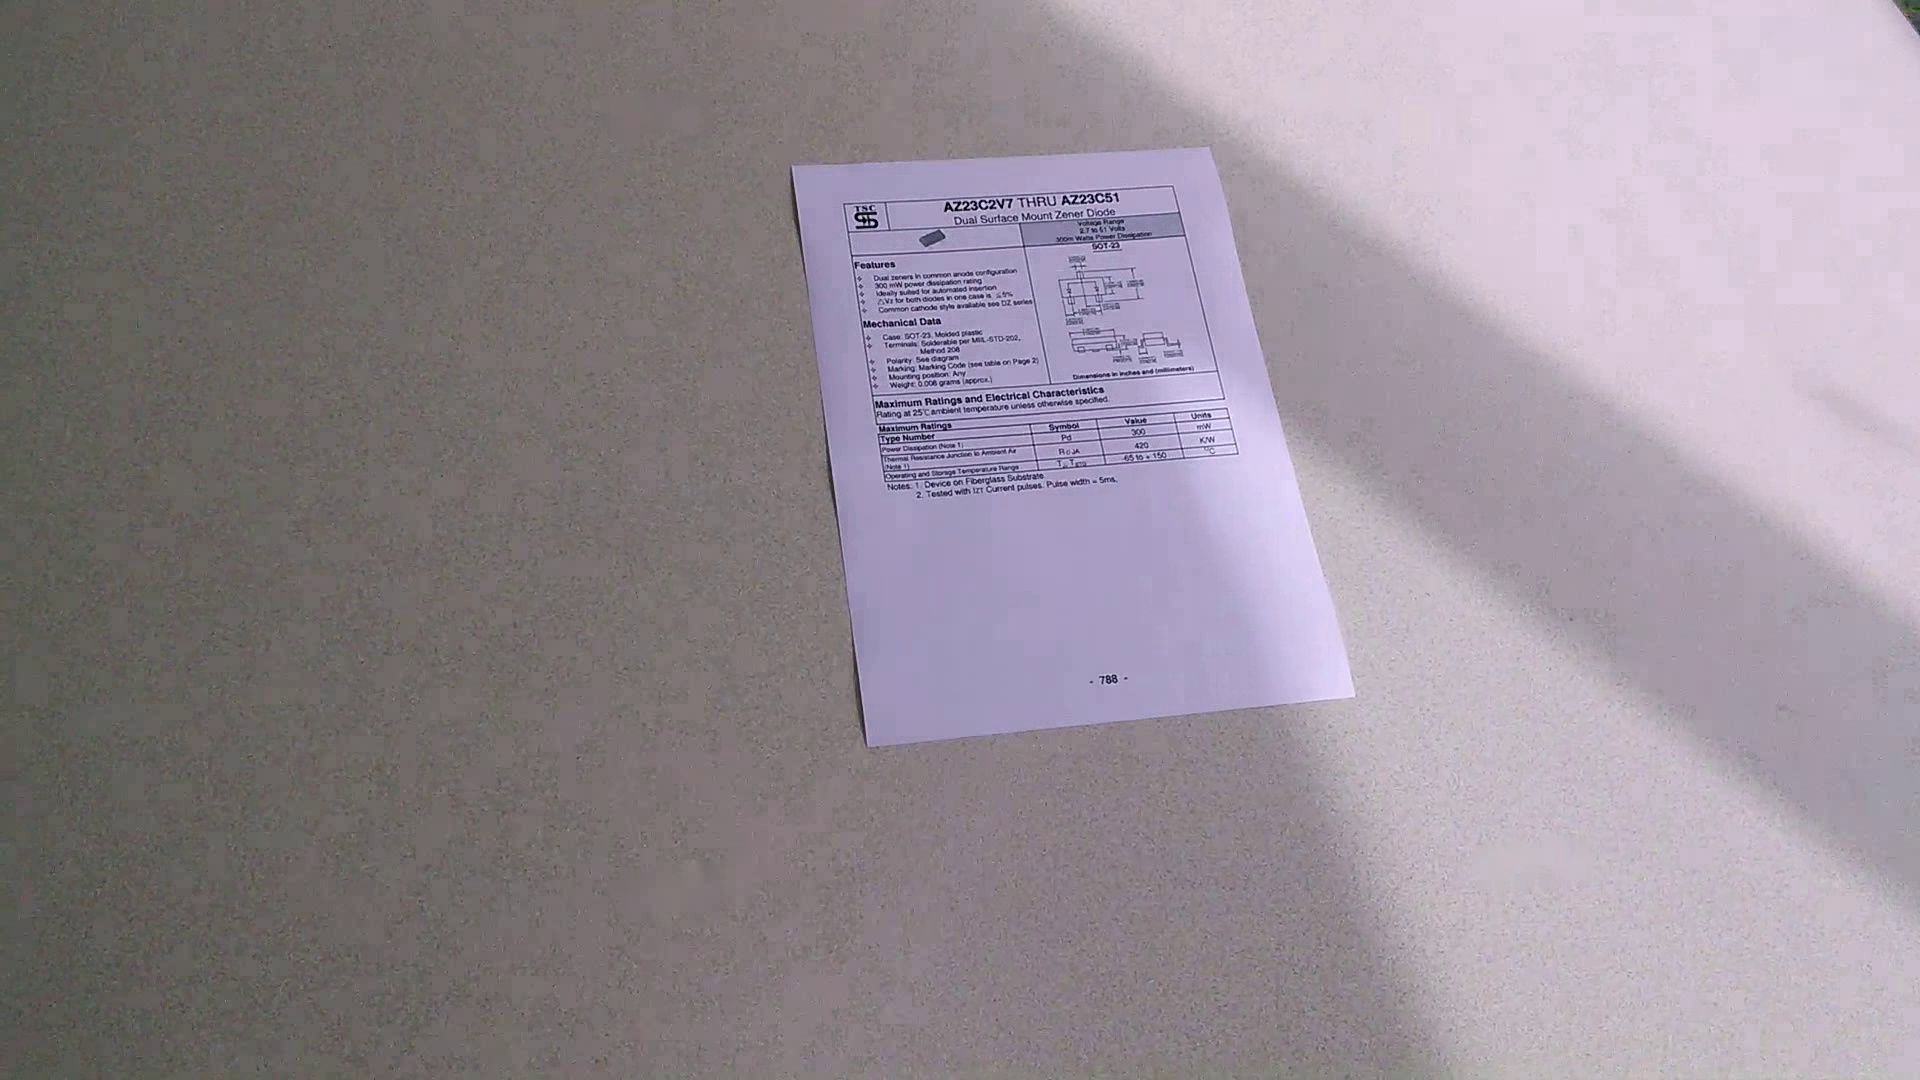 TSC
AZ23C2V7 THRU AZ23C51
Dual Surface Mount Zener Diode
Voltage Range
2.7 to 51 Volts
300m Watts Power Dissipation
SOT-23
Features
Dual zeners in common anode configuration
300 mW power dissipation rating
Ideally suited for automated insertion
△Vz for both diodes in one case is ≦5%
Common cathode style available see DZ series
Mechanical Data
Case: SOT-23, Molded plastic
Terminals: Solderable per MIL-STD-202,
Method 208
Polarity: See diagram
Marking: Marking Code (see table on Page 2)
Mounting position: Any
Weight: 0.008 grams (approx.)
Dimensions in inches and (millimeters)
Maximum Ratings and Electrical Characteristics
Rating at 25℃ ambient temperature unless otherwise specified.
Maximum Ratings
Type Number Symbol Value Units
Power Dissipation (Note 1) Pd 300 mW
Thermal Resistance Junction to Ambient Air
(Note 1) RθJA 420 K/W
Operating and Storage Temperature Range TJ, TSTG -65 to + 150 ℃
Notes: 1. Device on Fiberglass Substrate.
2. Tested with IZT Current pulses. Pulse width = 5ms.
- 788 -